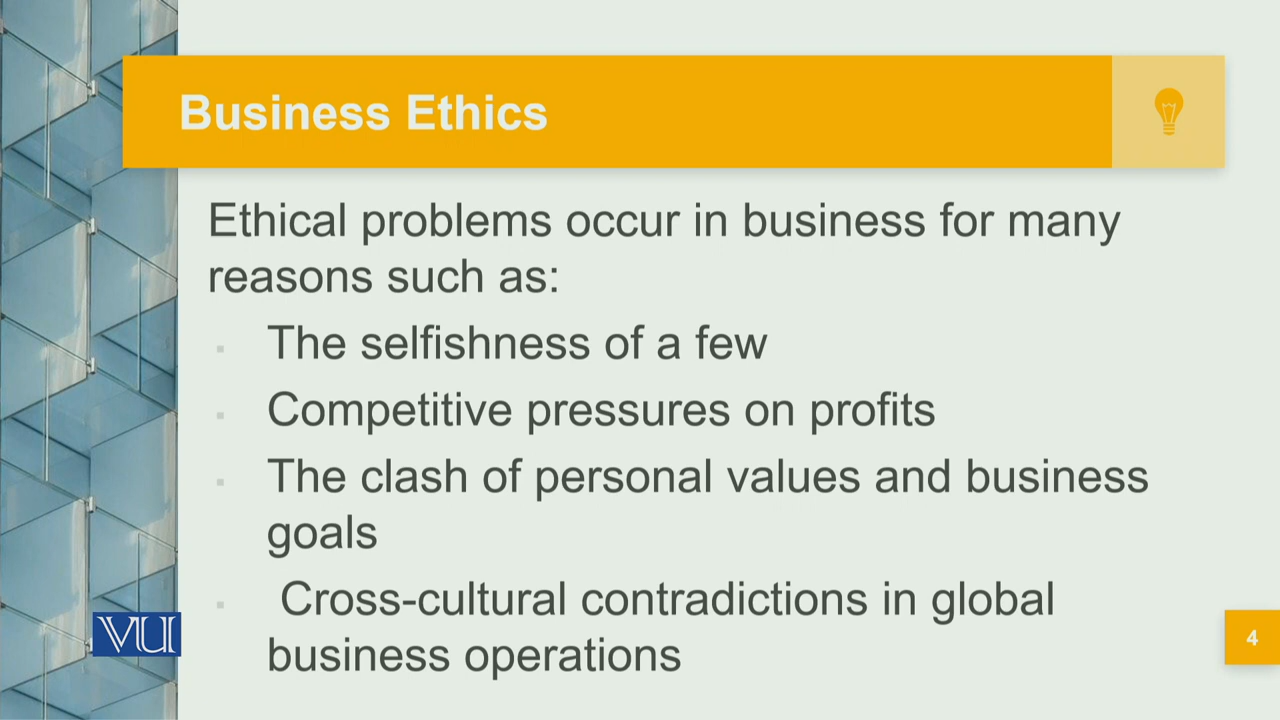 Business Ethics
Ethical problems occur in business for many
reasons such as:
The selfishness of a few
Competitive pressures on profits
The clash of personal values and business
goals
Cross-cultural contradictions in global
business operations
VU
4